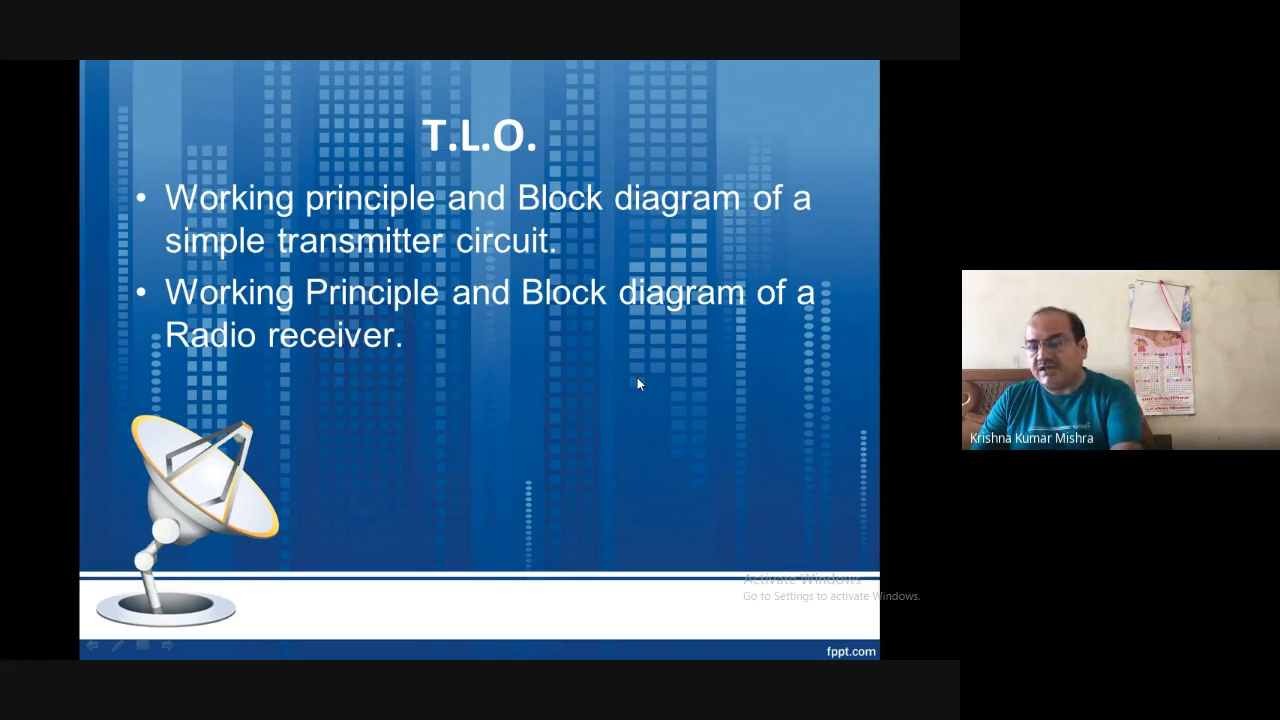 T.L.O.
• Working principle and Block diagram of a
simple transmitter circuit.
• Working Principle and Block diagram of a
Radio receiver.
Activate Windows
Go to Settings to activate Windows.
fppt.com
Krishna Kumar Mishra